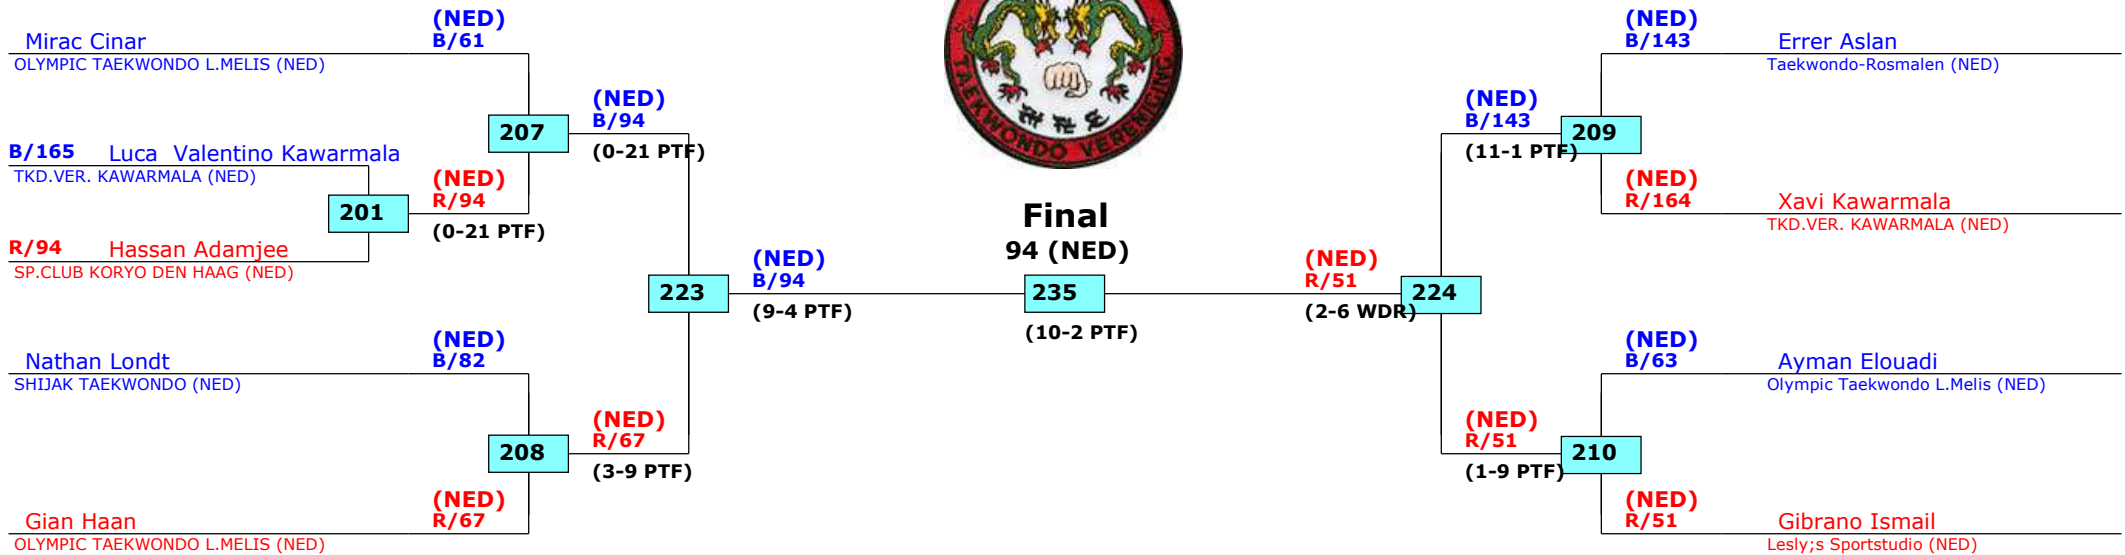 (NED)
B/61
Mirac Cinar
OLYMPIC TAEKWONDO L.MELIS (NED)
207
(NED)
B/94
(0-21 PTF)
B/165 Luca Valentino Kawarmala
TKD.VER. KAWARMALA (NED)
201
(NED)
R/94
(0-21 PTF)
R/94 Hassan Adamjee
SP.CLUB KORYO DEN HAAG (NED)
223
(NED)
B/94
(9-4 PTF)
Nathan Londt
SHIJAK TAEKWONDO (NED)
(NED)
B/82
208
(NED)
R/67
(3-9 PTF)
(NED)
R/67
Gian Haan
OLYMPIC TAEKWONDO L.MELIS (NED)
TAEKWONDO VERENIGING
Final
94 (NED)
235
(10-2 PTF)
(NED)
R/51
(2-6 WDR)
224
(NED)
B/143
(11-1 PTF)
209
(NED)
B/143
Errer Aslan
Taekwondo-Rosmalen (NED)
(NED)
R/164
Xavi Kawarmala
TKD.VER. KAWARMALA (NED)
(NED)
R/51
(1-9 PTF)
210
(NED)
B/63
Ayman Elouadi
Olympic Taekwondo L.Melis (NED)
(NED)
R/51
Gibrano Ismail
Lesly;s Sportstudio (NED)